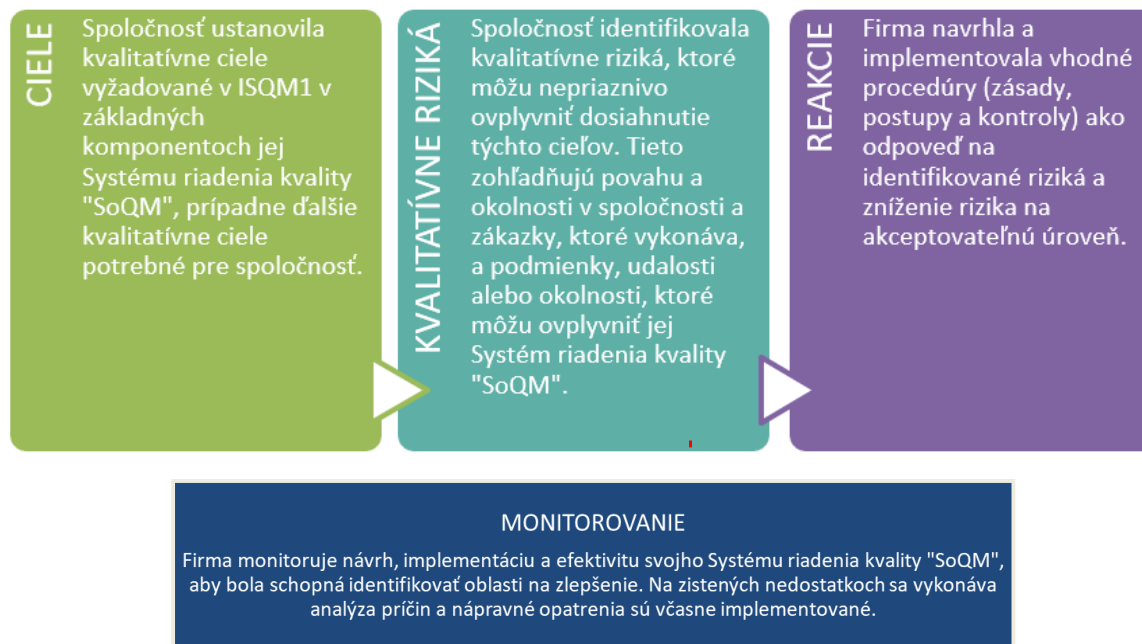 CIELE
Spoločnosť ustanovila
kvalitatívne ciele
vyžadované v ISQM1 v
základných
komponentoch jej
Systému riadenia kvality
"SoQM", prípadne ďalšie
kvalitatívne ciele
potrebné pre spoločnosť.
KVALITATÍVNE RIZIKÁ
Spoločnosť identifikovala
kvalitatívne riziká, ktoré
môžu nepriaznivo
ovplyvniť dosiahnutie
týchto cieľov. Tieto
zohľadňujú povahu a
okolnosti v spoločnosti a
zákazky, ktoré vykonáva,
a podmienky, udalosti
alebo okolnosti, ktoré
môžu ovplyvniť jej
Systém riadenia kvality
"SoQM".
REAKCIE
Firma navrhla a
implementovala vhodné
procedúry (zásady,
postupy a kontroly) ako
odpoveď na
identifikované riziká a
zníženie rizika na
akceptovateľnú úroveň.
MONITOROVANIE
Firma monitoruje návrh, implementáciu a efektivitu svojho Systému riadenia kvality "SoQM",
aby bola schopná identifikovať oblasti na zlepšenie. Na zistených nedostatkoch sa vykonáva
analýza príčin a nápravné opatrenia sú včasne implementované.